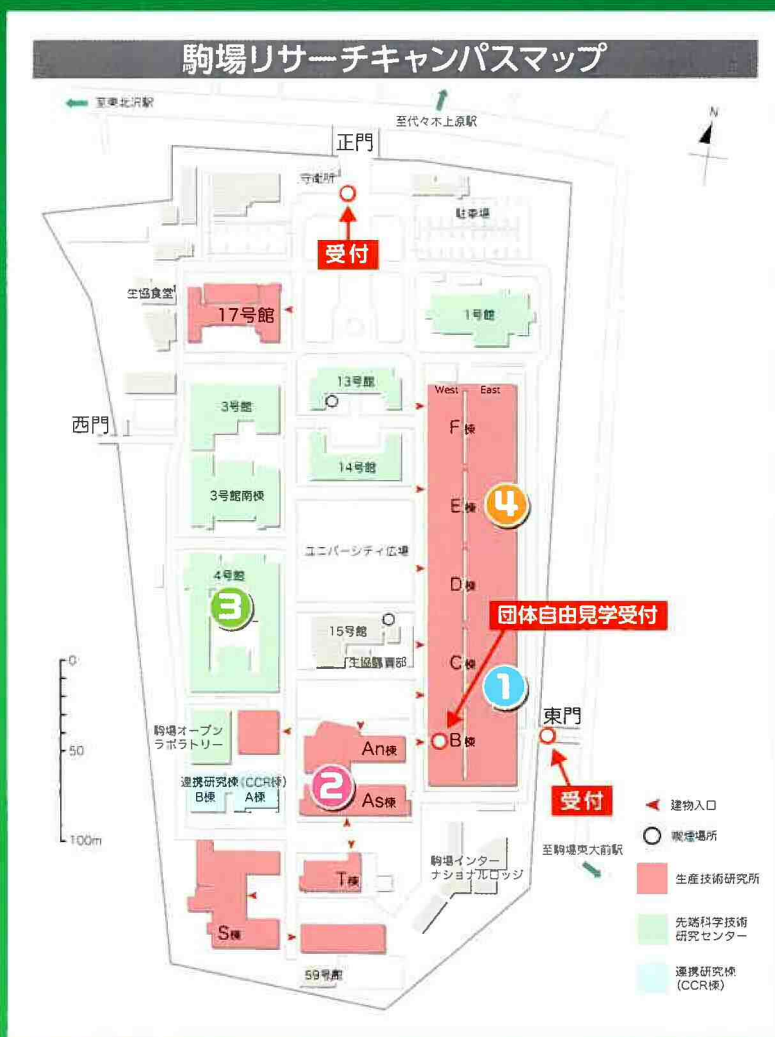 駒場リサーチキャンパスマップ
至東北沢駅
至代々木上原駅
N
正門
守衛所
受付
駐車場
生協食堂
17号館
1号館
13号館
West East
3号館
F棟
西門
14号館
3号館南棟
E棟
4
ユニバーシティ広場
4号館
D棟
3
団体自由見学受付
15号館
生協購買部
C棟
1
0
50
100m
東門
駒場オープン
ラボラトリー
An棟
B棟
連携研究棟(CCR棟)
B棟 A棟
2
As棟
受付
建物入口
喫煙場所
駒場インター
ナショナルロッジ
至駒場東大前駅
T棟
生産技術研究所
S棟
先端科学技術
研究センター
59号館
連携研究棟
(CCR棟)